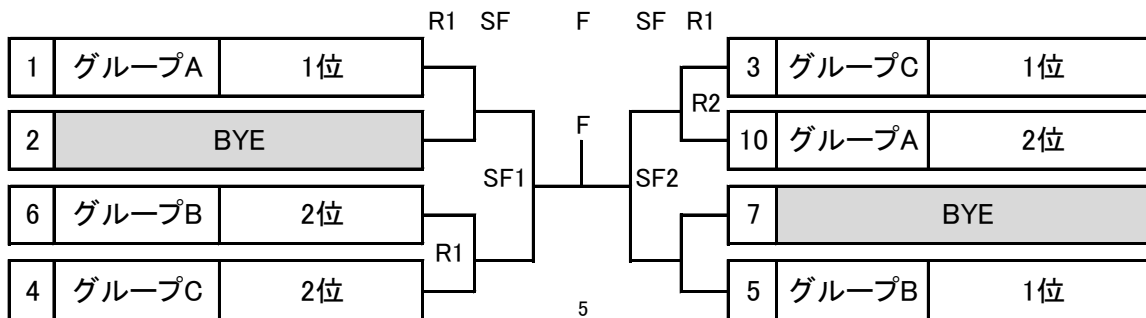 R1 SF F SF R1
1 グループA 1位
3 グループC 1位
R2
F
2 BYE
10 グループA 2位
SF1 SF2
6 グループB 2位
7 BYE
R1
4 グループC 2位
5
5 グループB 1位